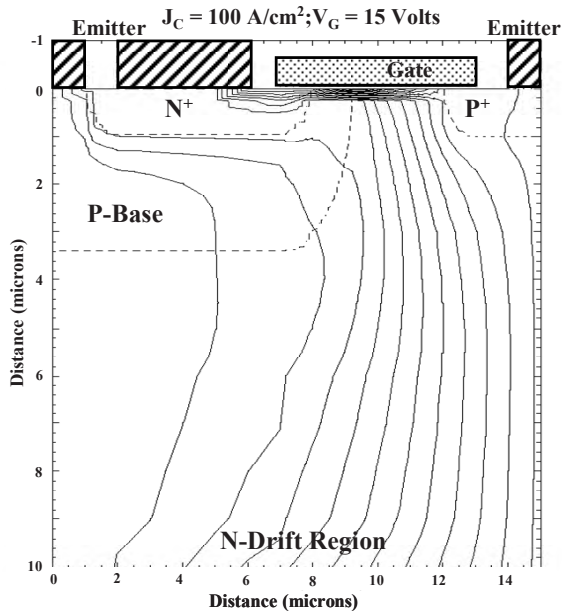 J_C = 100 A/cm²;V_G = 15 Volts
Emitter
Emitter
-1
Gate
0
N⁺
P⁺
2
P-Base
4
6
8
N-Drift Region
10
0
2
4
6
8
10
12
14
Distance (microns)
Distance (microns)